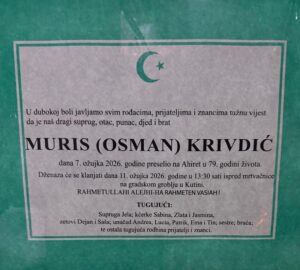 U dubokoj boli javljamo svim rođacima, prijateljima i znancima tužnu vijest
da je naš dragi suprug, otac, punac, djed i brat
MURIS (OSMAN) KRIVDIĆ
dana 7. ožujka 2026. godine preselio na Ahiret u 79. godini života.
Dženaza će se klanjati dana 11. ožujka 2026. godine u 13:30 sati ispred mrtvačnice
na gradskom groblju u Kutini.
RAHMETULLAHI ALEJHI-HA RAHMETEN VASIAH !
TUGUJUĆI:
Supruga Jela; kćerke Sabina, Zlata i Jasmina,
zetovi Dejan i Saša; unučad Andrea, Lucia, Patrik, Ema i Tin; sestre; braća;
te ostala tugujuća rodbina prijatelji i znanci.